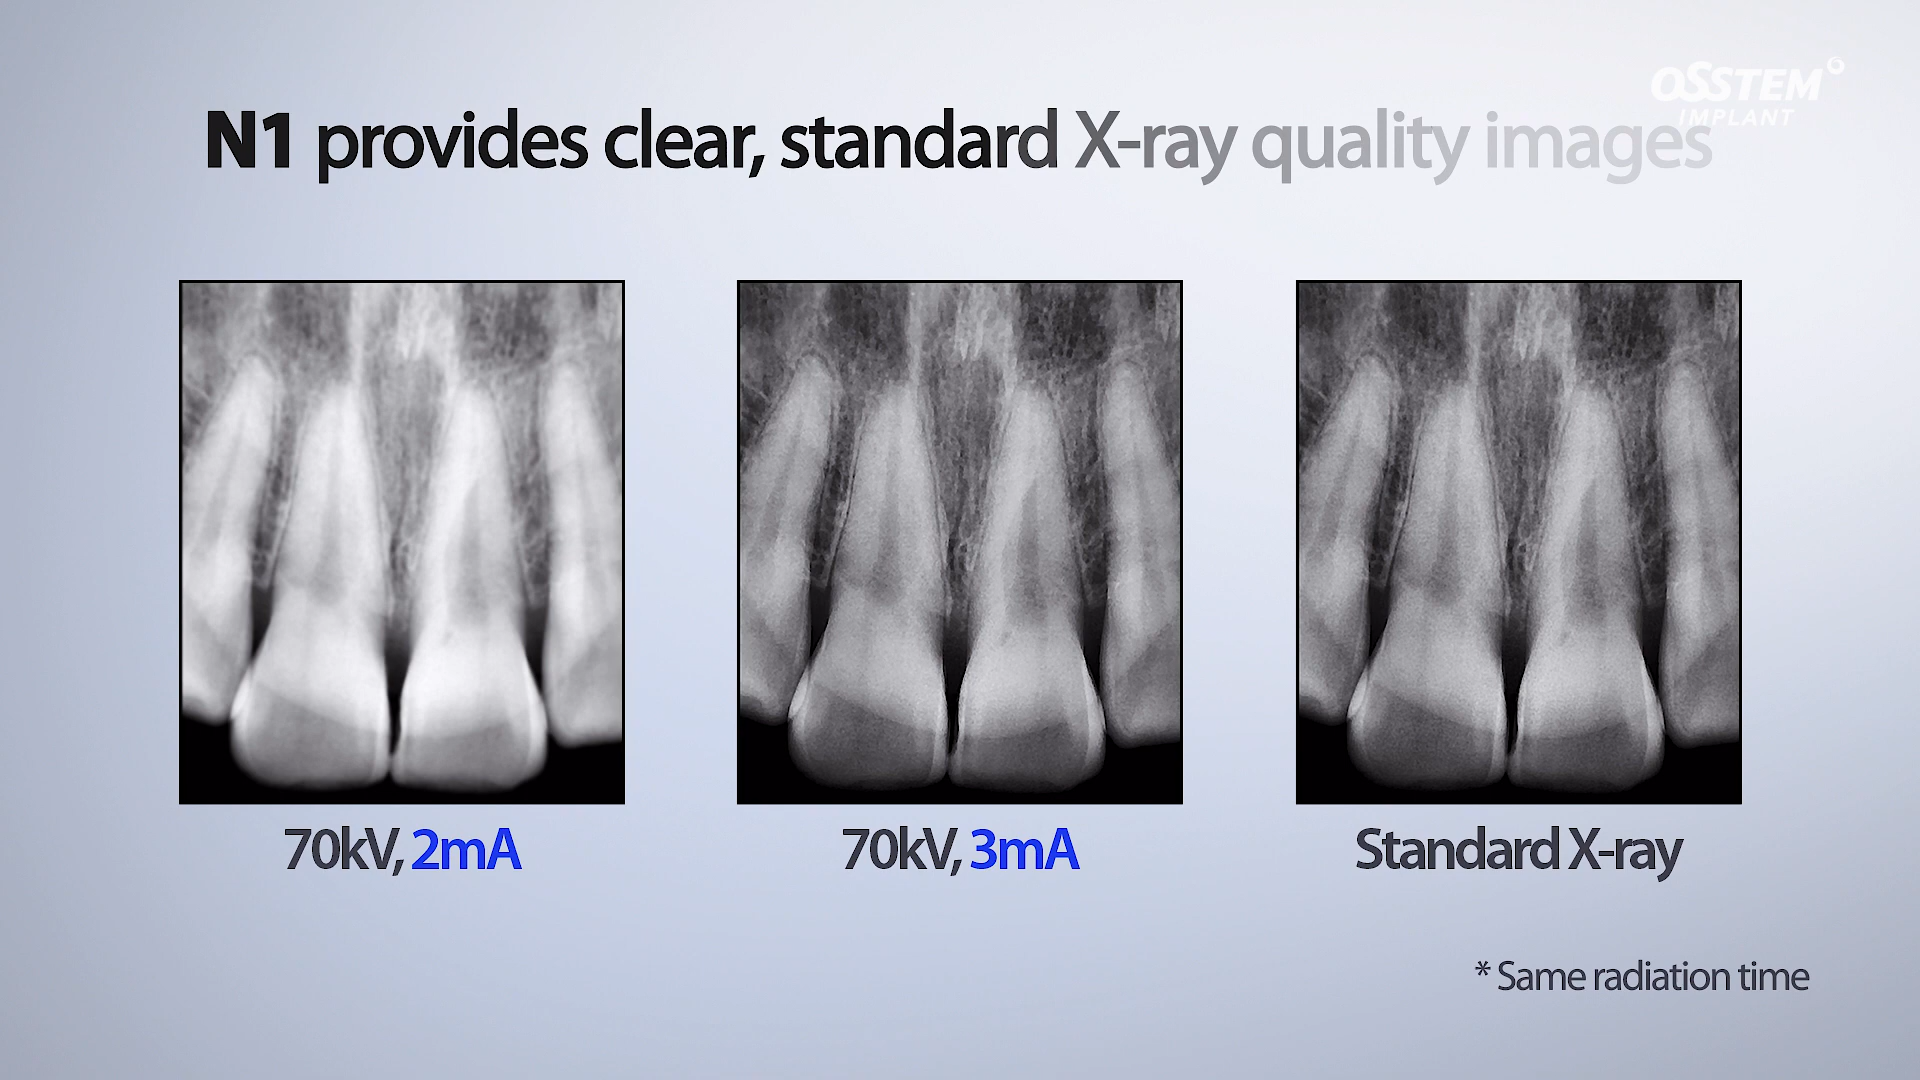 OSSTEM
IMPLANT
N1 provides clear, standard X-ray quality images
70kV, 2mA
70kV, 3mA
Standard X-ray
* Same radiation time